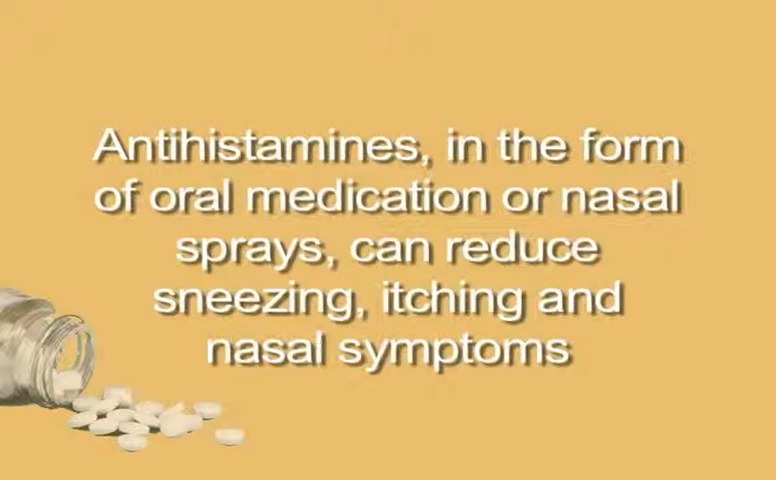 Antihistamines, in the form
of oral medication or nasal
sprays, can reduce
sneezing, itching and
nasal symptoms